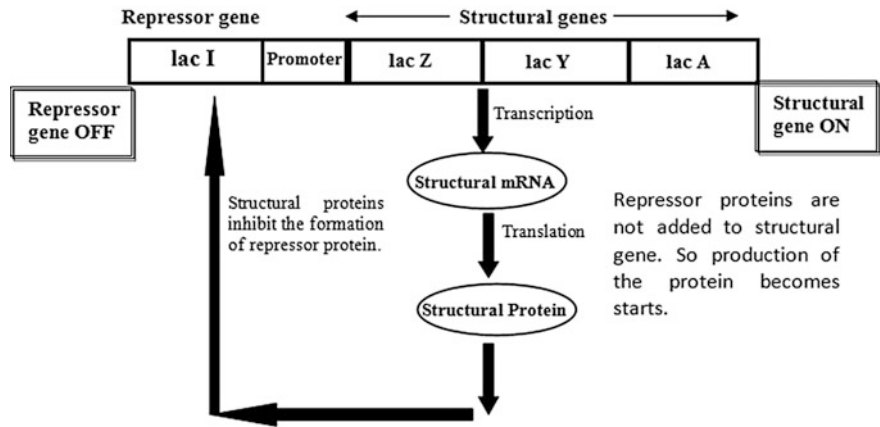 Repressor gene
Structural genes
lac I
Promoter
lac Z
lac Y
lac A
Repressor
gene OFF
Structural
gene ON
Transcription
Structural mRNA
Structural proteins
inhibit the formation
of repressor protein.
Translation
Repressor proteins are
not added to structural
gene. So production of
the protein becomes
starts.
Structural Protein